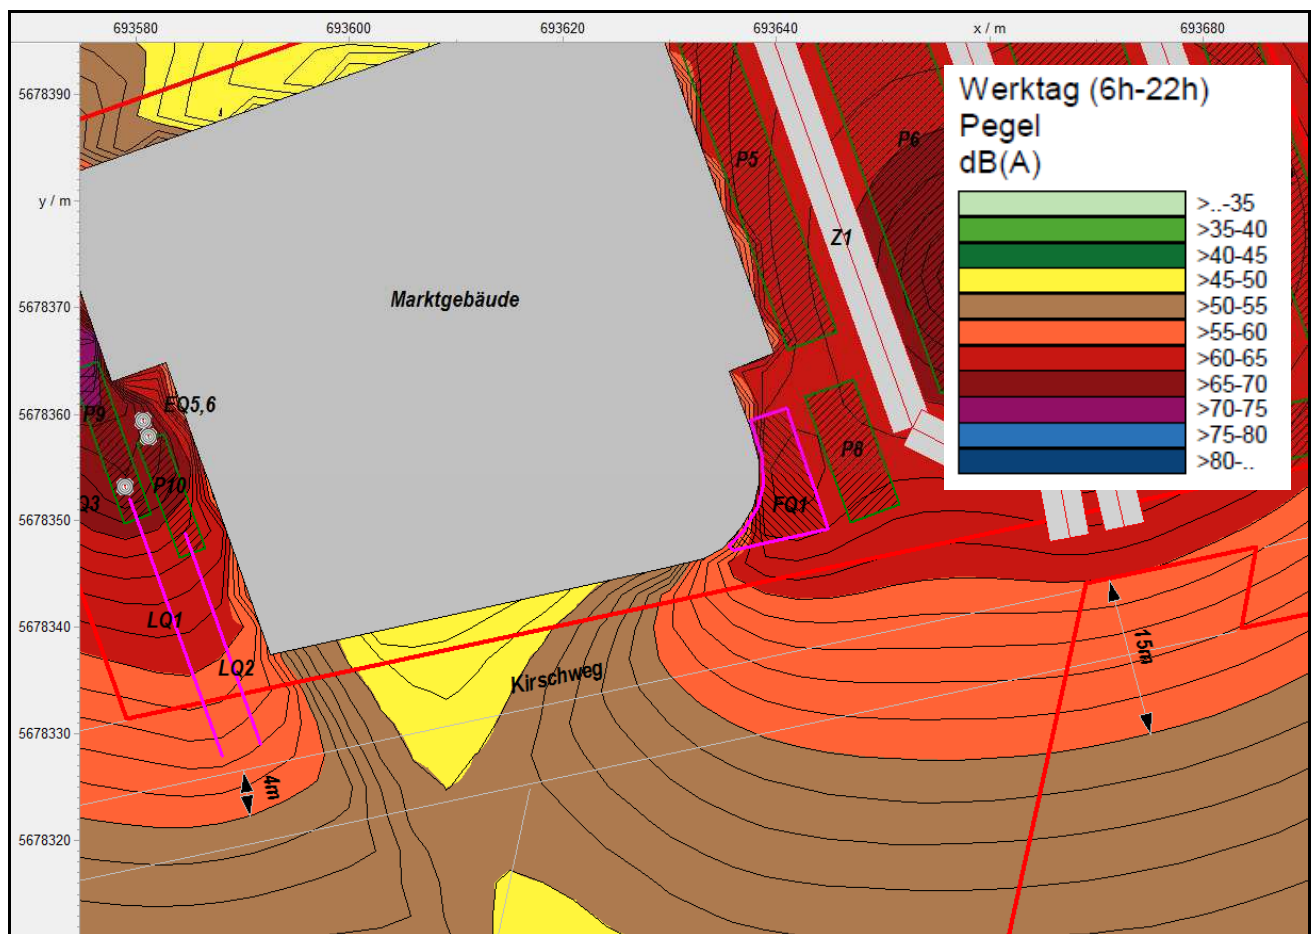 693580 693600 693620 693640 x / m 693680
5678390
y / m
5678370
5678360
5678350
5678340
5678330
5678320
Werktag (6h-22h)
Pegel
dB(A)
>..-35
>35-40
>40-45
>45-50
>50-55
>55-60
>60-65
>65-70
>70-75
>75-80
>80-..
P5
P6
Z1
Marktgebäude
EQ5,6
P9
P10
Q3
P8
FQ1
LQ1
LQ2
Kirschweg
15m
4m